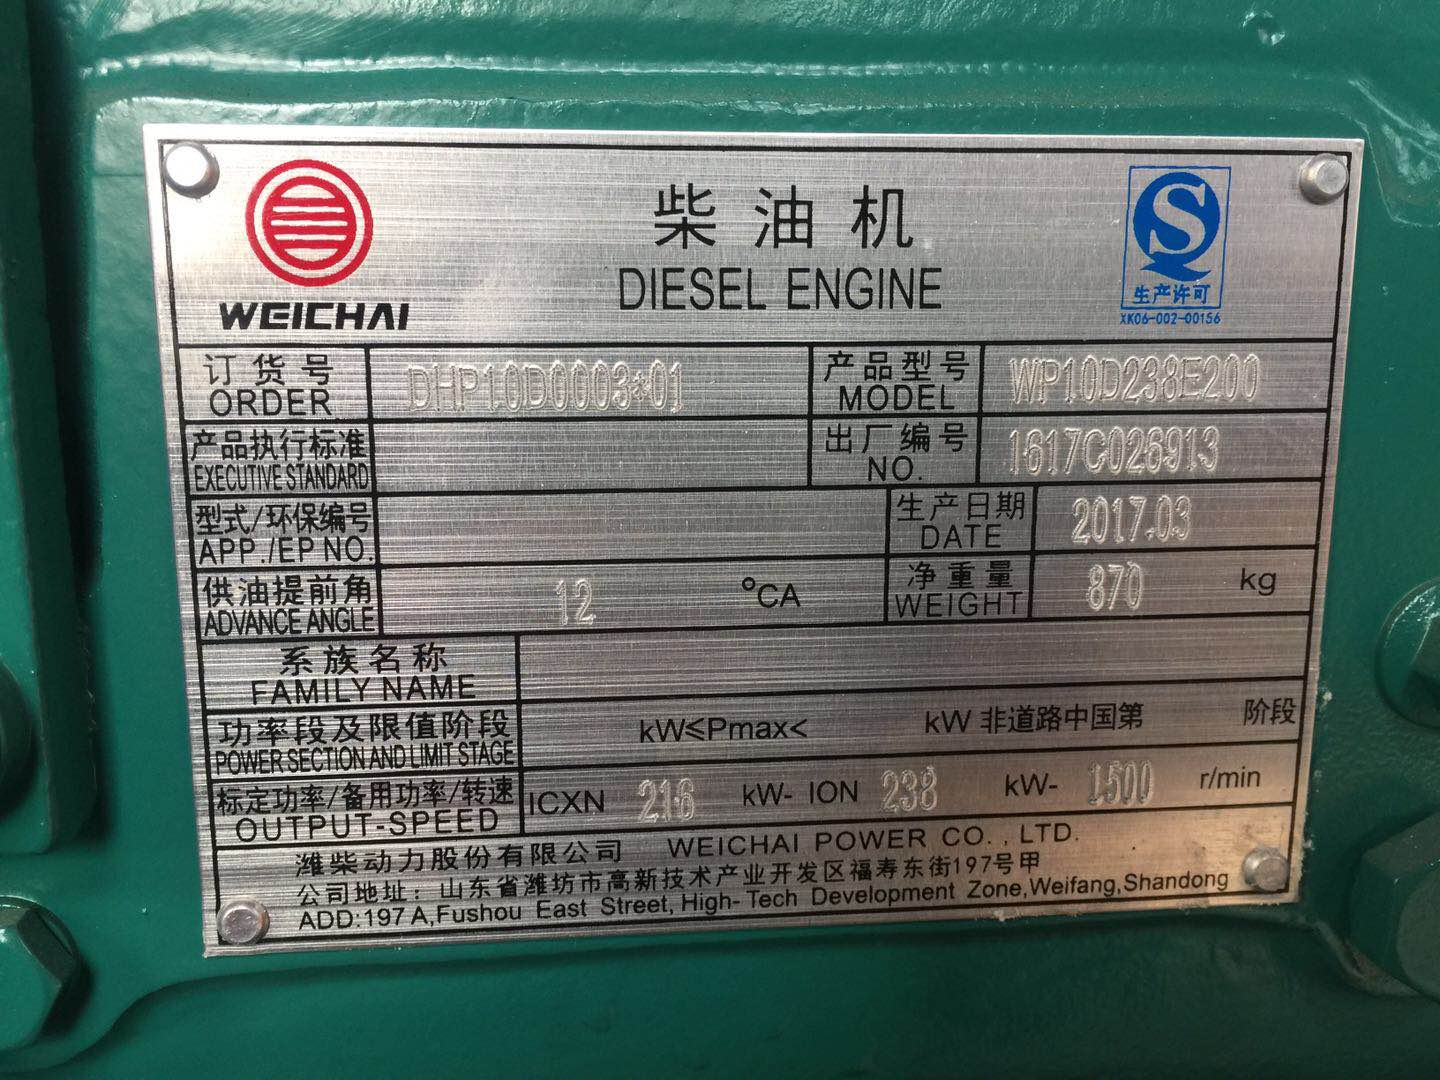 WEICHAI
柴油机
DIESEL ENGINE
S
生产许可
XK06-002-00156
订货号
ORDER
DHP10D0003*01
产品型号
MODEL
WP10D238E200
产品执行标准
EXECUTIVE STANDARD
出厂编号
NO.
1617C026913
型式/环保编号
APP./EP NO.
生产日期
DATE
2017.03
供油提前角
ADVANCE ANGLE
12 °CA
净重量
WEIGHT
870 kg
系族名称
FAMILY NAME
功率段及限值阶段
POWER SECTION AND LIMIT STAGE
kW≤Pmax< kW 非道路中国第 阶段
标定功率/备用功率/转速
OUTPUT-SPEED
ICXN 216 kW- ION 238 kW- 1500 r/min
潍柴动力股份有限公司 WEICHAI POWER CO., LTD.
公司地址: 山东省潍坊市高新技术产业开发区福寿东街197号甲
ADD:197 A,Fushou East Street, High-Tech Development Zone,Weifang,Shandong